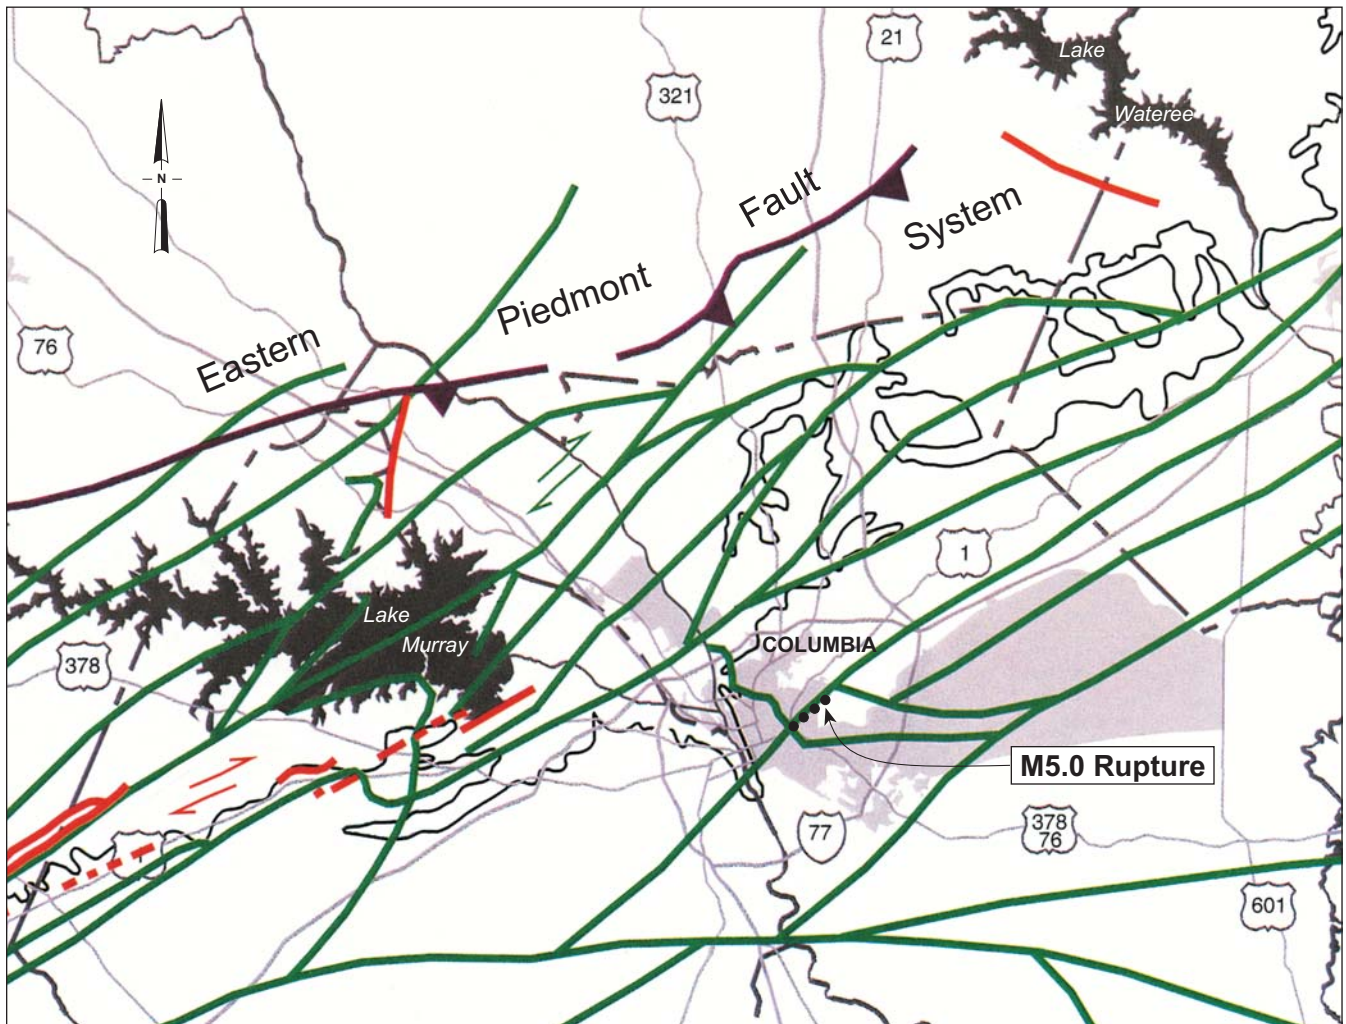 21
Lake
321
Wateree
N
Fault
System
Piedmont
76
Eastern
1
Lake
Murray
COLUMBIA
378
M5.0 Rupture
77
378
76
601